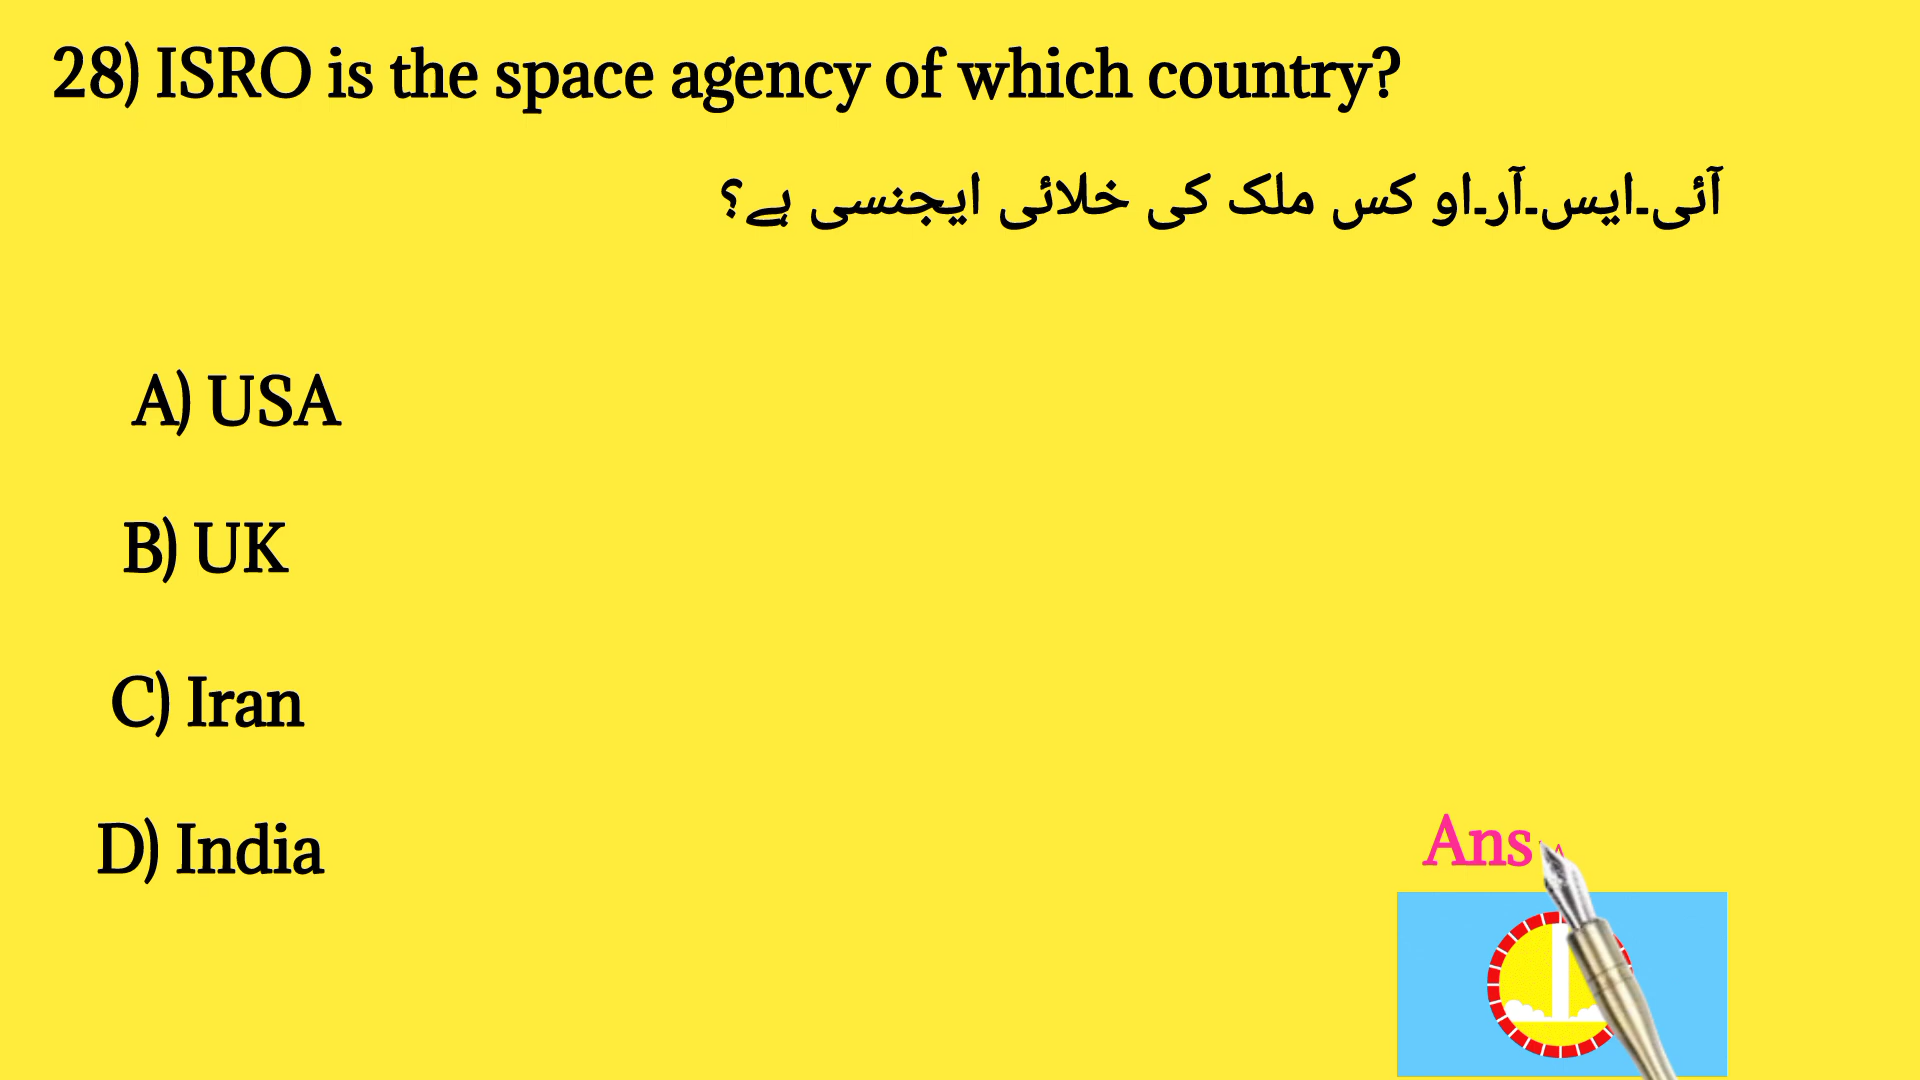 28) ISRO is the space agency of which country?
آئی۔ایس۔آر۔او کس ملک کی خلائی ایجنسی ہے؟
A) USA
B) UK
C) Iran
D) India
Ans